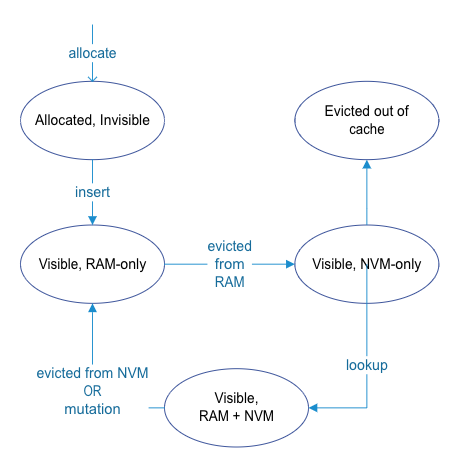 allocate
Allocated, Invisible
Evicted out of
cache
insert
Visible, RAM-only
evicted
from
RAM
Visible, NVM-only
evicted from NVM
OR
mutation
lookup
Visible,
RAM + NVM